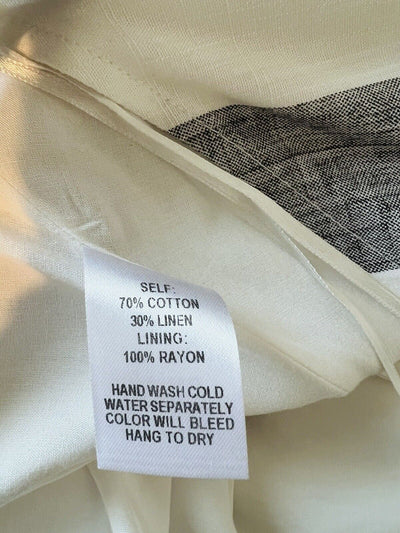 SELF:
70% COTTON
30% LINEN
LINING:
100% RAYON
HAND WASH COLD
WATER SEPARATELY
COLOR WILL BLEED
HANG TO DRY